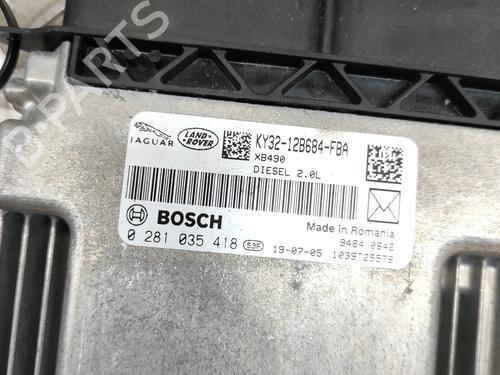 B-PARTS
JAGUAR
LAND-ROVER
KY32-12B684-FBA
XB490
DIESEL 2.0L
BOSCH
Made in Romania
0 281 035 418 53F 19-07-05
9484 0642
1039T25576